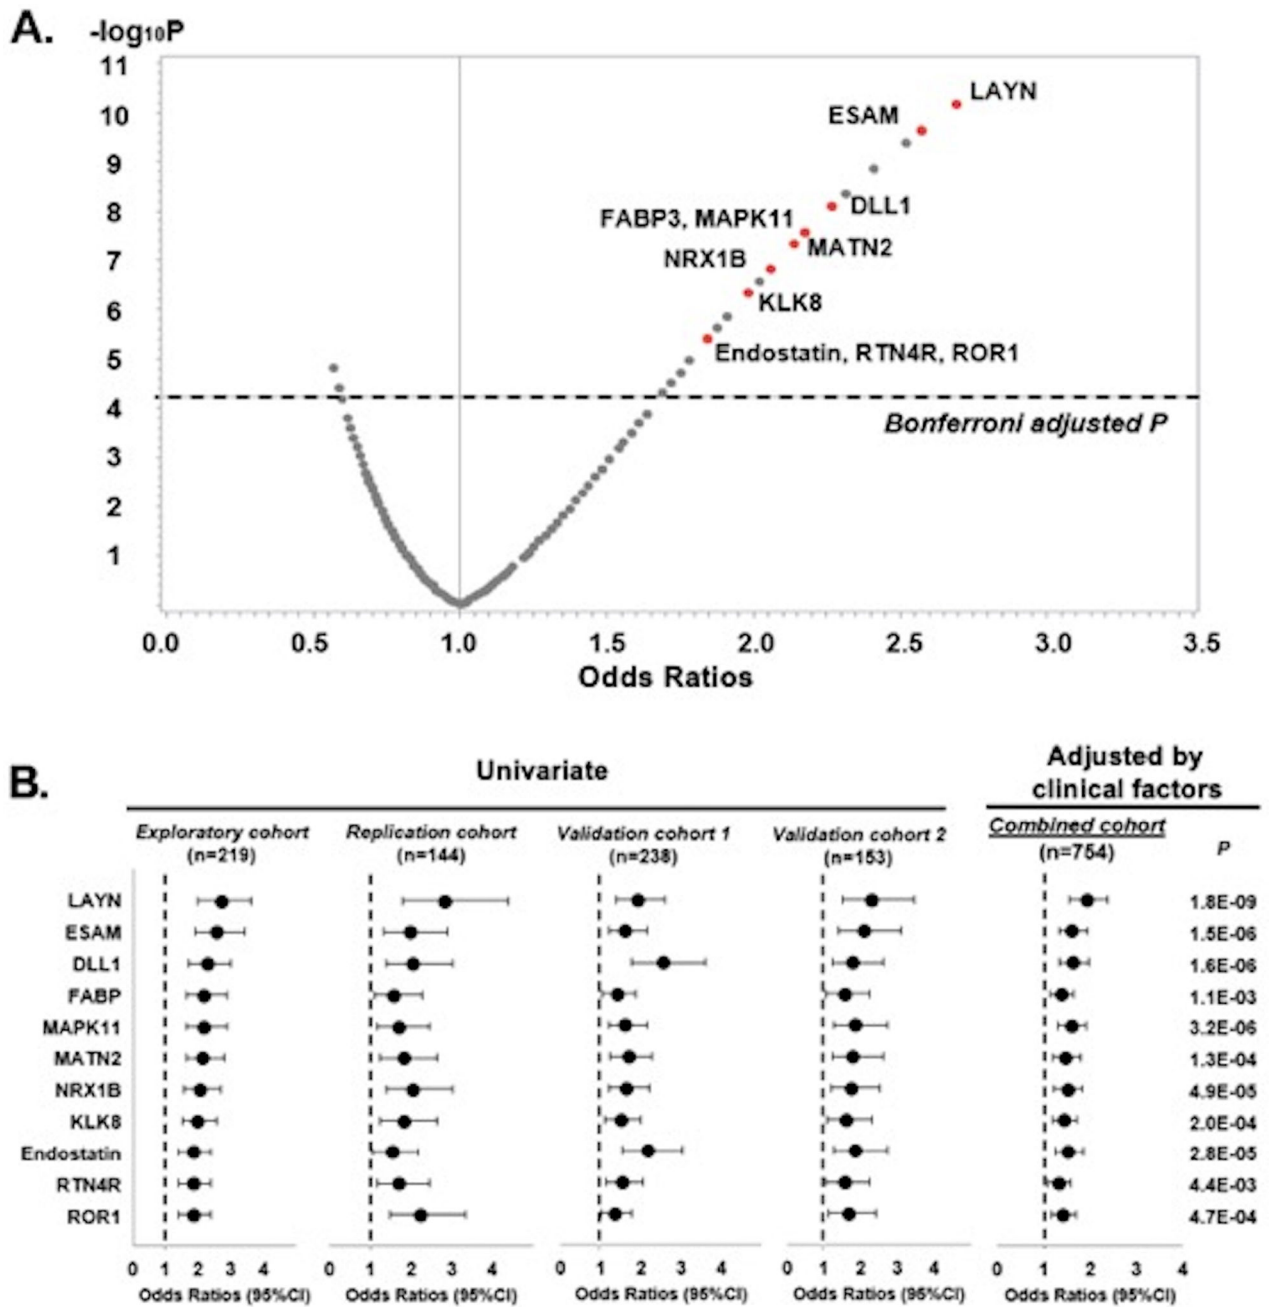 A.
-log₁₀P
11
10
9
8
7
6
5
4
3
2
1
LAYN
ESAM
DLL1
FABP3, MAPK11
MATN2
NRX1B
KLK8
Endostatin, RTN4R, ROR1
Bonferroni adjusted P
0.0 0.5 1.0 1.5 2.0 2.5 3.0 3.5
Odds Ratios
B.
Univariate
Adjusted by
clinical factors
Exploratory cohort Replication cohort Validation cohort 1 Validation cohort 2 Combined cohort
(n=219) (n=144) (n=238) (n=153) (n=754) P
LAYN 1.8E-09
ESAM 1.5E-06
DLL1 1.6E-06
FABP 1.1E-03
MAPK11 3.2E-06
MATN2 1.3E-04
NRX1B 4.9E-05
KLK8 2.0E-04
Endostatin 2.8E-05
RTN4R 4.4E-03
ROR1 4.7E-04
0 1 2 3 4 0 1 2 3 4 0 1 2 3 4 0 1 2 3 4 0 1 2 3 4
Odds Ratios (95%CI) Odds Ratios (95%CI) Odds Ratios (95%CI) Odds Ratios (95%CI) Odds Ratios (95%CI)